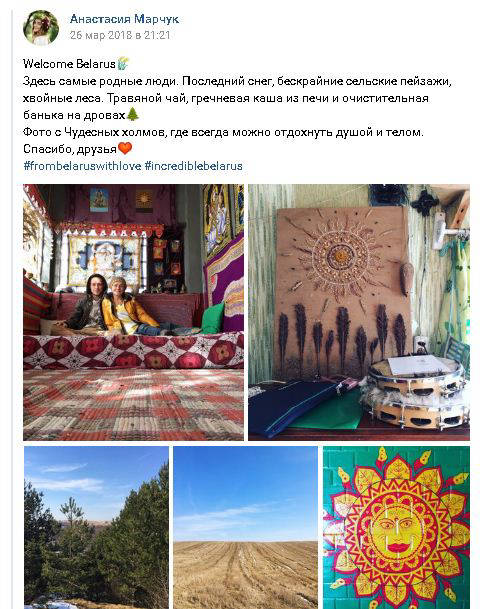 Анастасия Марчук
26 мар 2018 в 21:21
Welcome Belarus🌾
Здесь самые родные люди. Последний снег, бескрайние сельские пейзажи,
хвойные леса. Травяной чай, гречневая каша из печи и очистительная
банька на дровах🌲
Фото с Чудесных холмов, где всегда можно отдохнуть душой и телом.
Спасибо, друзья❤
#frombelaruswithlove #incrediblebelarus